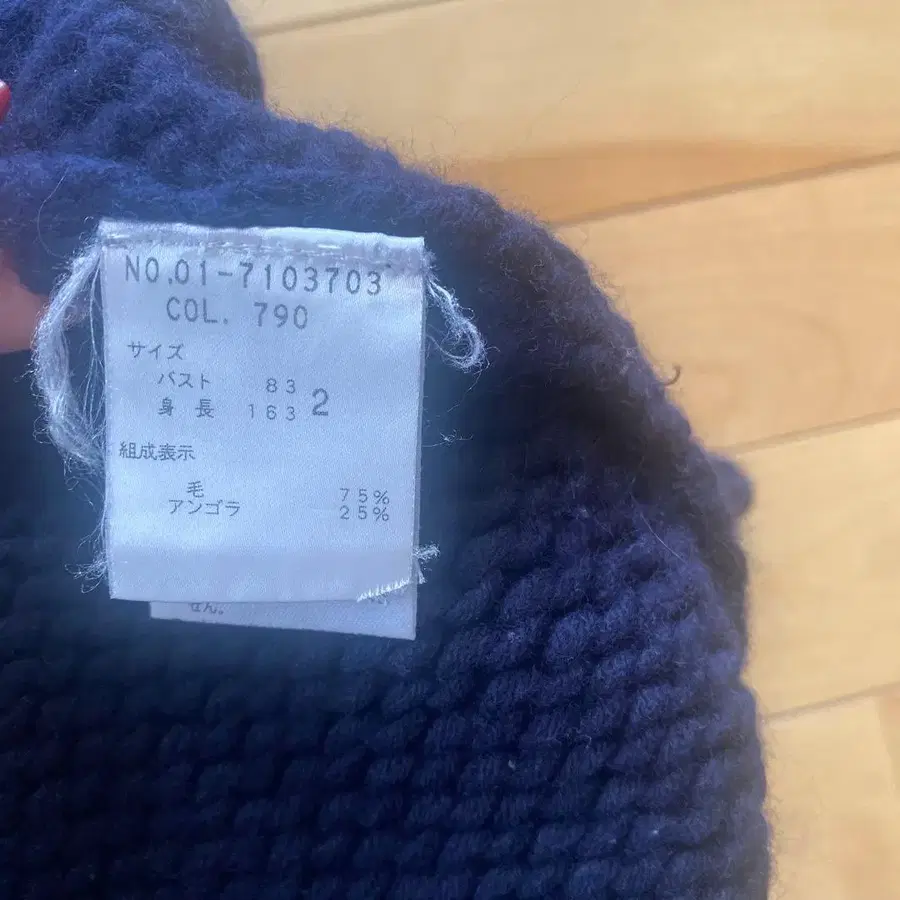 NO.01-7103703
COL. 790
サイズ
バスト 83
身長 163 2
組成表示
毛 75%
アンゴラ 25%
せん。